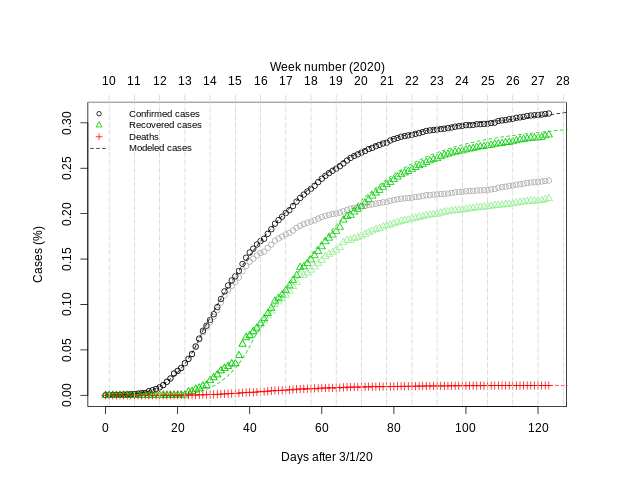 Week number (2020)
10 11 12 13 14 15 16 17 18 19 20 21 22 23 24 25 26 27 28
Confirmed cases
Recovered cases
Deaths
Modeled cases
Cases (%)
0.30
0.25
0.20
0.15
0.10
0.05
0.00
0 20 40 60 80 100 120
Days after 3/1/20